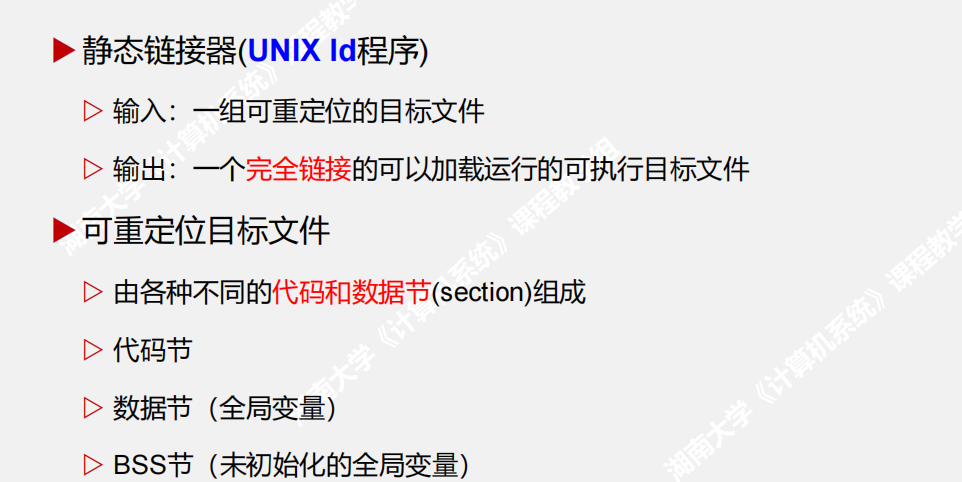 静态链接器(UNIX ld程序)
输入：一组可重定位的目标文件
输出：一个完全链接的可以加载运行的可执行目标文件
可重定位目标文件
由各种不同的代码和数据节(section)组成
代码节
数据节（全局变量）
BSS节（未初始化的全局变量）
湖南大学《计算机系统》课程教学
湖南大学《计算机系统》课程教学组
湖南大学《计算机系统》课程教学